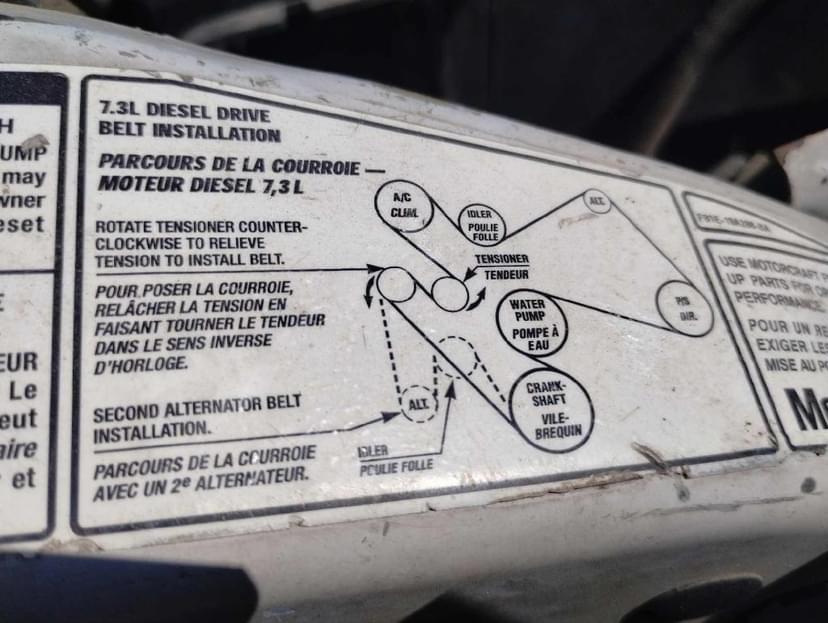 H
UMP
may
wner
eset
E
EUR
Le
eut
aire
et
7.3L DIESEL DRIVE
BELT INSTALLATION
PARCOURS DE LA COURROIE —
MOTEUR DIESEL 7,3 L
ROTATE TENSIONER COUNTER-
CLOCKWISE TO RELIEVE
TENSION TO INSTALL BELT.
POUR POSER LA COURROIE,
RELÂCHER LA TENSION EN
FAISANT TOURNER LE TENDEUR
DANS LE SENS INVERSE
D'HORLOGE.
SECOND ALTERNATOR BELT
INSTALLATION.
PARCOURS DE LA COURROIE
AVEC UN 2e ALTERNATEUR.
A/C
CLIM.
IDLER
POULIE
FOLLE
ALT.
TENSIONER
TENDEUR
WATER
PUMP
POMPE À
EAU
P/S
DIR.
CRANK-
SHAFT
VILE-
BREQUIN
ALT.
IDLER
POULIE FOLLE
USE MOTORCRAFT
UP PARTS FOR
PERFORMANCE.
POUR UN
EXIGER LES
MISE AU